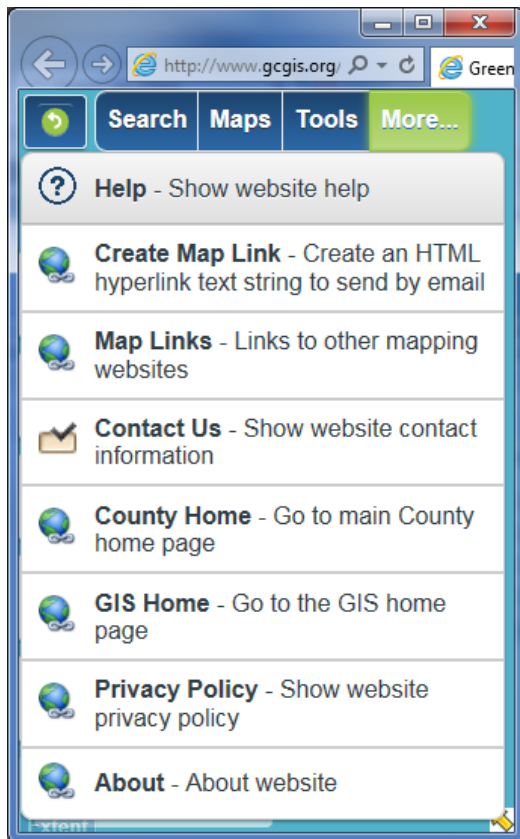 http://www.gcgis.org/
Green
Search Maps Tools More...
Help - Show website help
Create Map Link - Create an HTML
hyperlink text string to send by email
Map Links - Links to other mapping
websites
Contact Us - Show website contact
information
County Home - Go to main County
home page
GIS Home - Go to the GIS home
page
Privacy Policy - Show website
privacy policy
About - About website
Extent